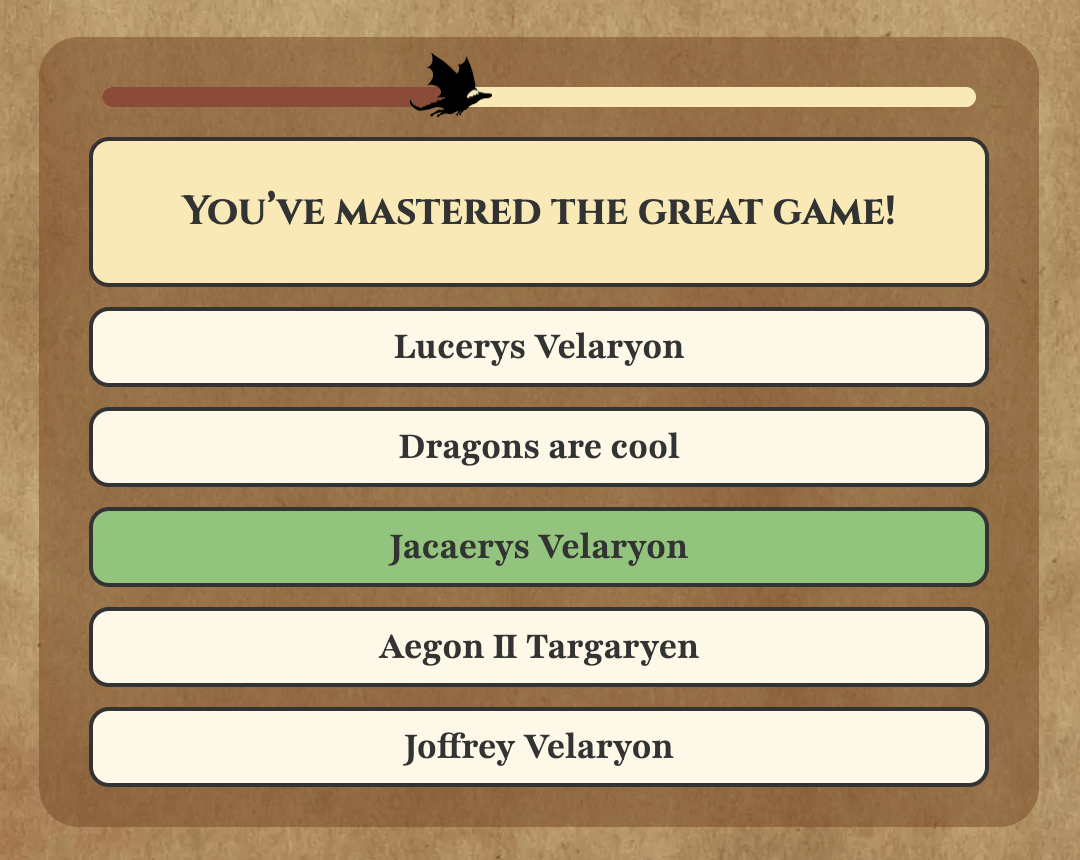 You've mastered the great game!
Lucerys Velaryon
Dragons are cool
Jacaerys Velaryon
Aegon II Targaryen
Joffrey Velaryon